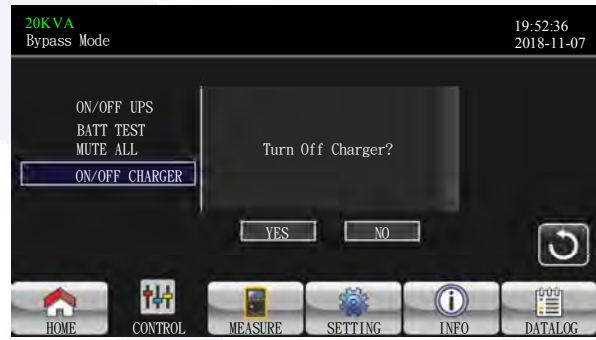 20KVA
Bypass Mode
19:52:36
2018-11-07
ON/OFF UPS
BATT TEST
MUTE ALL
ON/OFF CHARGER
Turn Off Charger?
YES NO
HOME CONTROL MEASURE SETTING INFO DATALOG